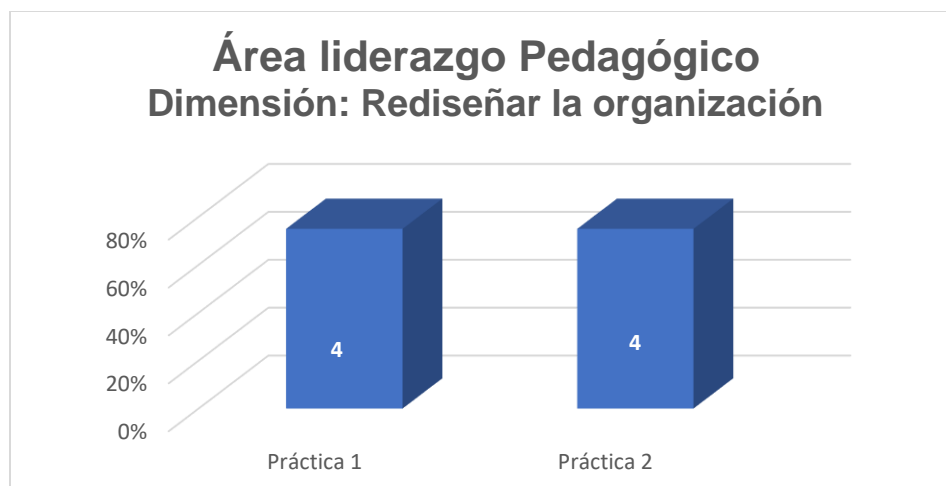 Área liderazgo Pedagógico
Dimensión: Rediseñar la organización
80%
60%
40%
20%
0%
4
4
Práctica 1
Práctica 2